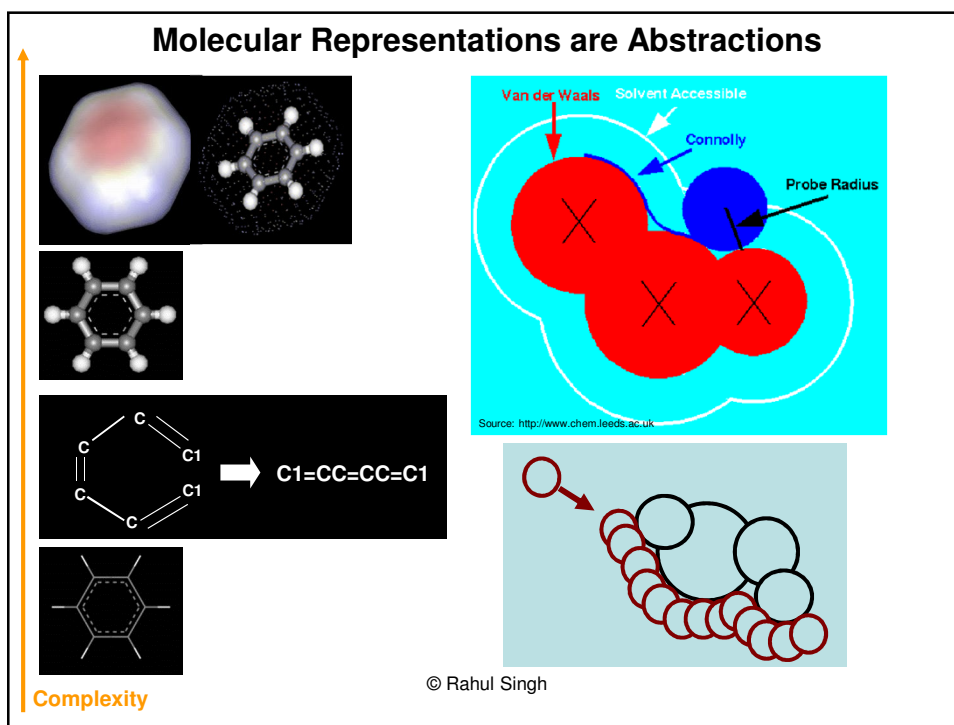 Molecular Representations are Abstractions
Van der Waals
Solvent Accessible
Connolly
Probe Radius
Source: http://www.chem.leeds.ac.uk
C
C
C1
C1
C
C
C1=CC=CC=C1
© Rahul Singh
Complexity